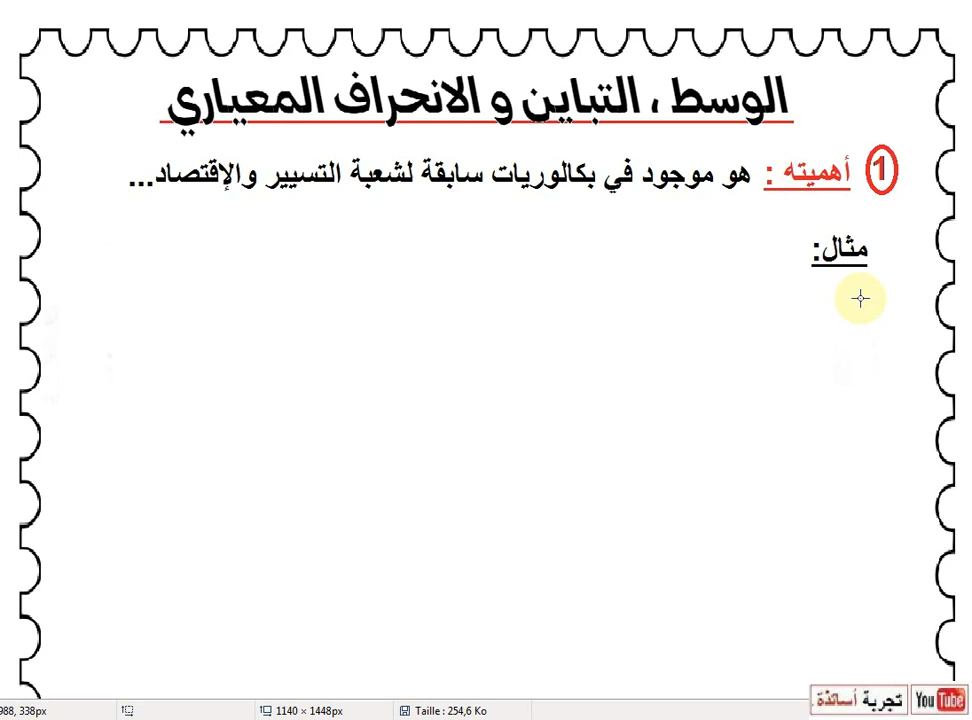 الوسط ، التباين و الانحراف المعياري
1 أهميته : هو موجود في بكالوريات سابقة لشعبة التسيير والإقتصاد...
مثال:
تجربة أساتذة
YouTube
988, 338px
1140 × 1448px
Taille : 254,6 Ko